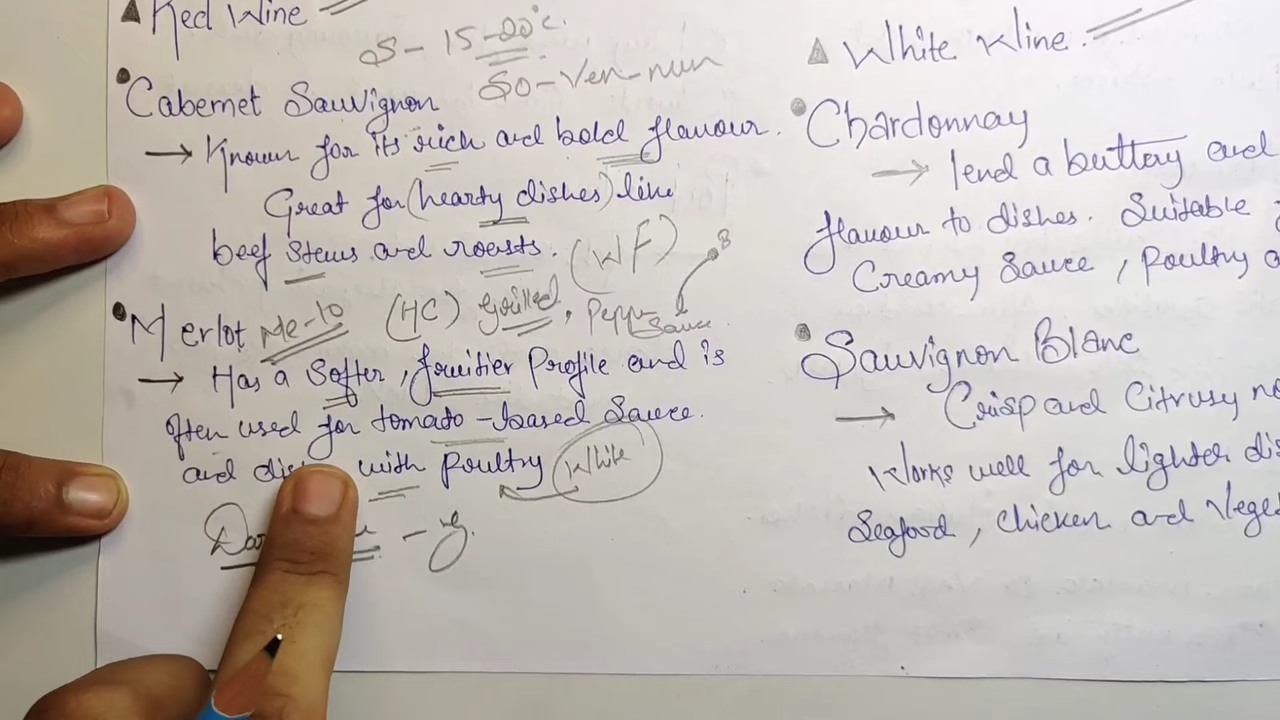 Red Wine
S - 15-20°c.
Cabernet Sauvignon So-Ven-nun
→ Known for its rich and bold flavour.
Great for (hearty dishes) like
beef stews and roasts. (WF)
B
Merlot Me-lo (HC) Grilled, Pepper Sauce
→ Has a Softer, fruitier Profile and is
often used for tomato-based Sauce.
and with Poultry White
White Wine.
Chardonnay
→ lend a buttery and
flavour to dishes. Suitable
Creamy Sauce, Poultry
Sauvignon Blanc
→ Crisp and Citrusy
Works well for lighter
Seafood, Chicken and